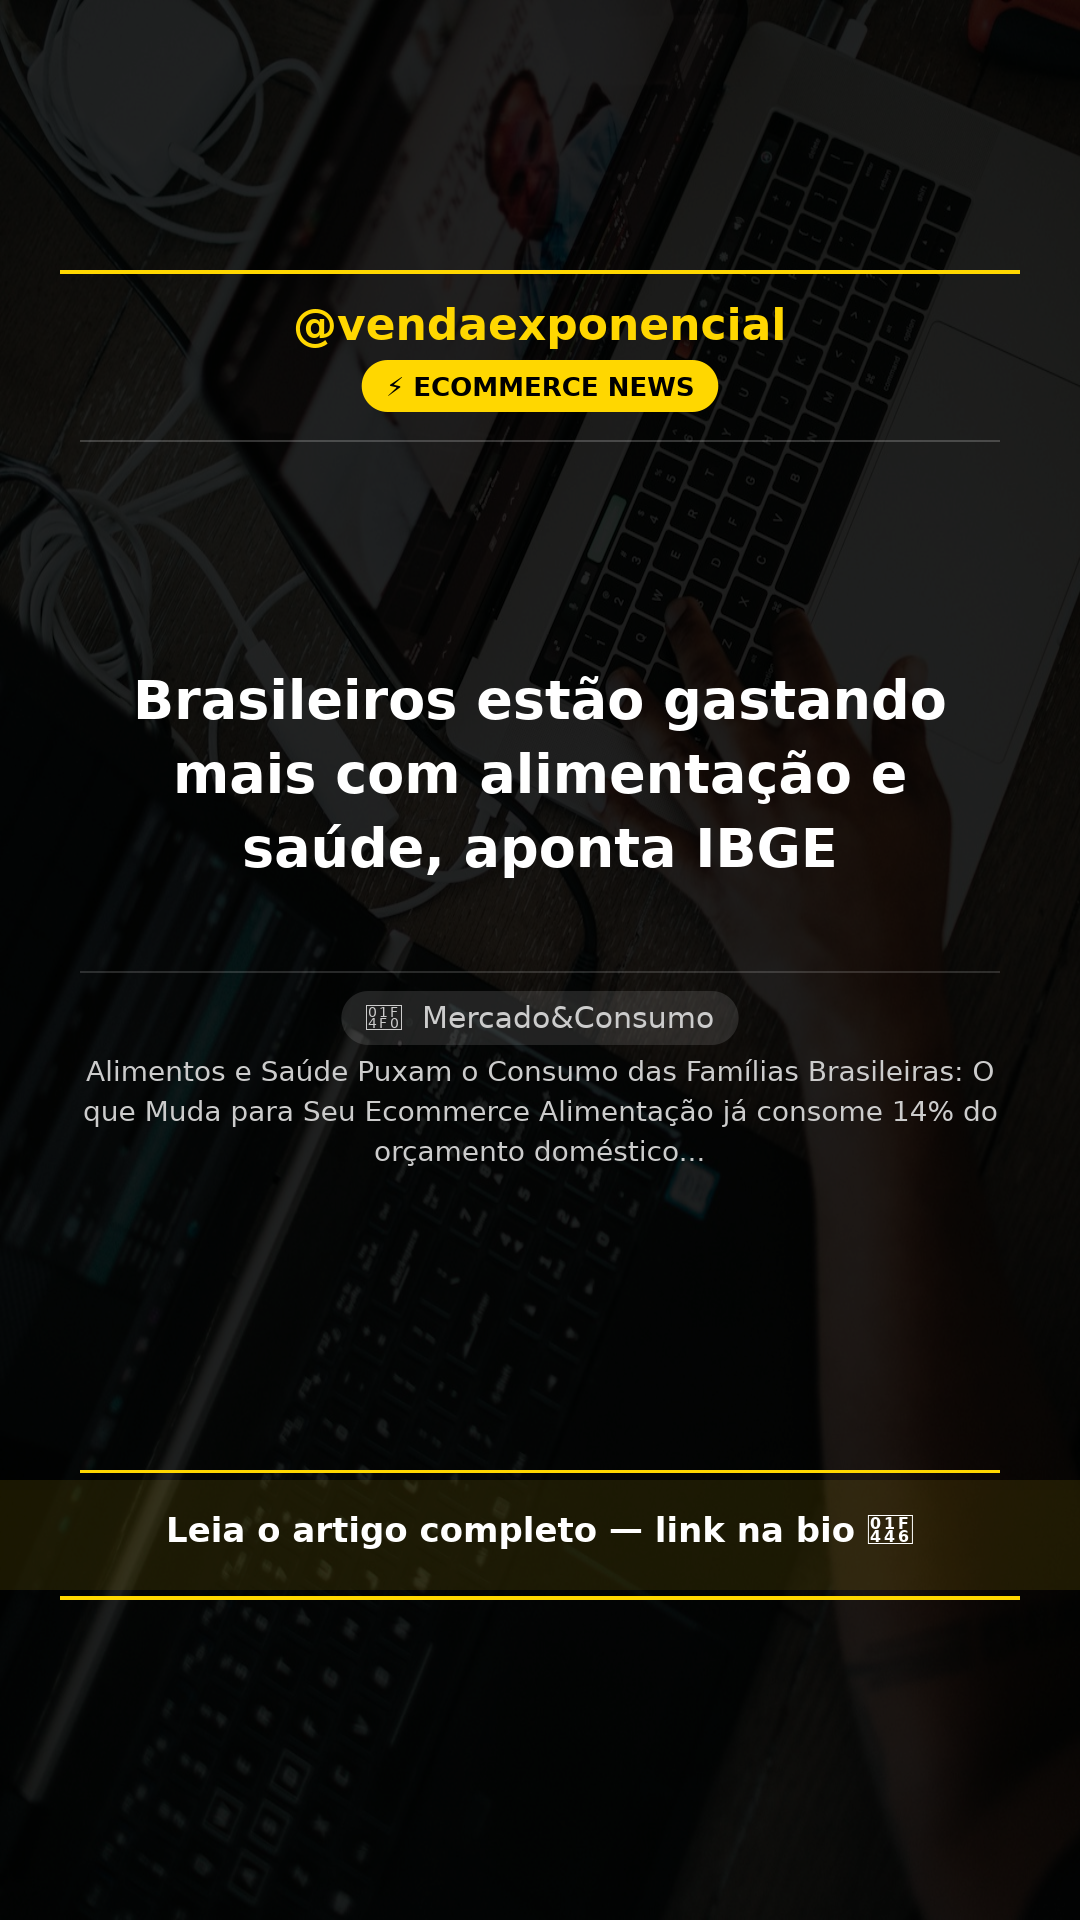 @vendaexponencial
⚡ ECOMMERCE NEWS
Brasileiros estão gastando
mais com alimentação e
saúde, aponta IBGE
Mercado&Consumo
Alimentos e Saúde Puxam o Consumo das Famílias Brasileiras: O
que Muda para Seu Ecommerce Alimentação já consome 14% do
orçamento doméstico...
Leia o artigo completo — link na bio